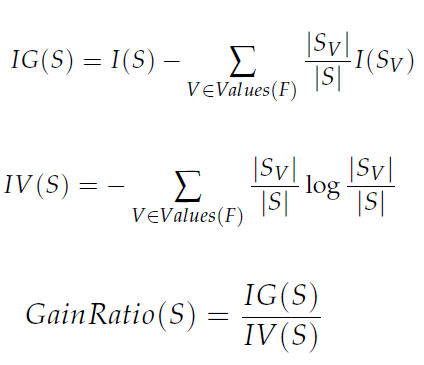 IG(S) = I(S) − ∑_{V∈Values(F)} |S_V|/|S| I(S_V)
IV(S) = − ∑_{V∈Values(F)} |S_V|/|S| log |S_V|/|S|
GainRatio(S) = IG(S)/IV(S)